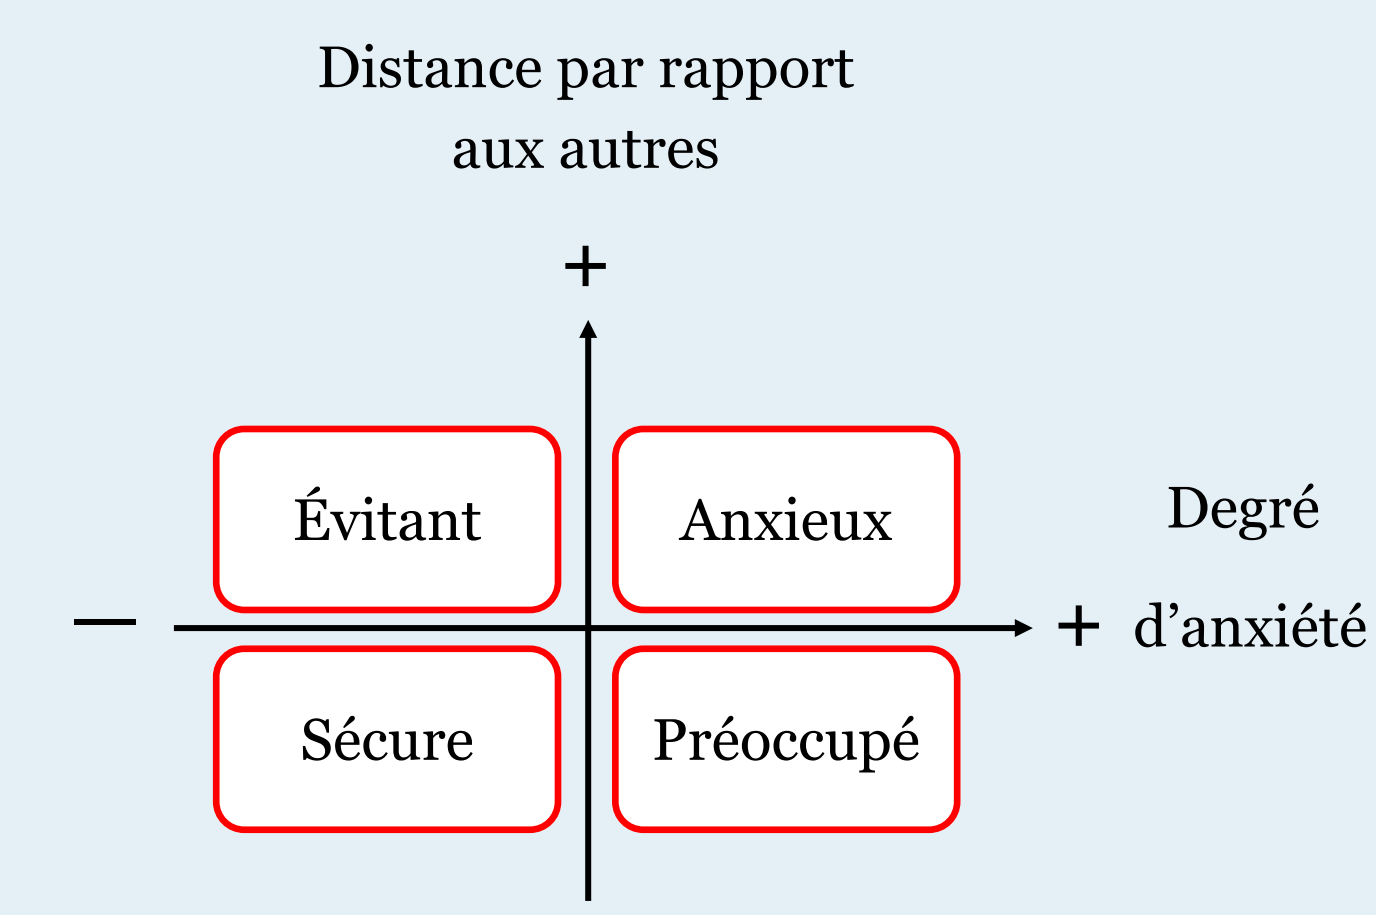 Distance par rapport
aux autres
+
Évitant
Anxieux
Degré
— + d’anxiété
Sécure
Préoccupé